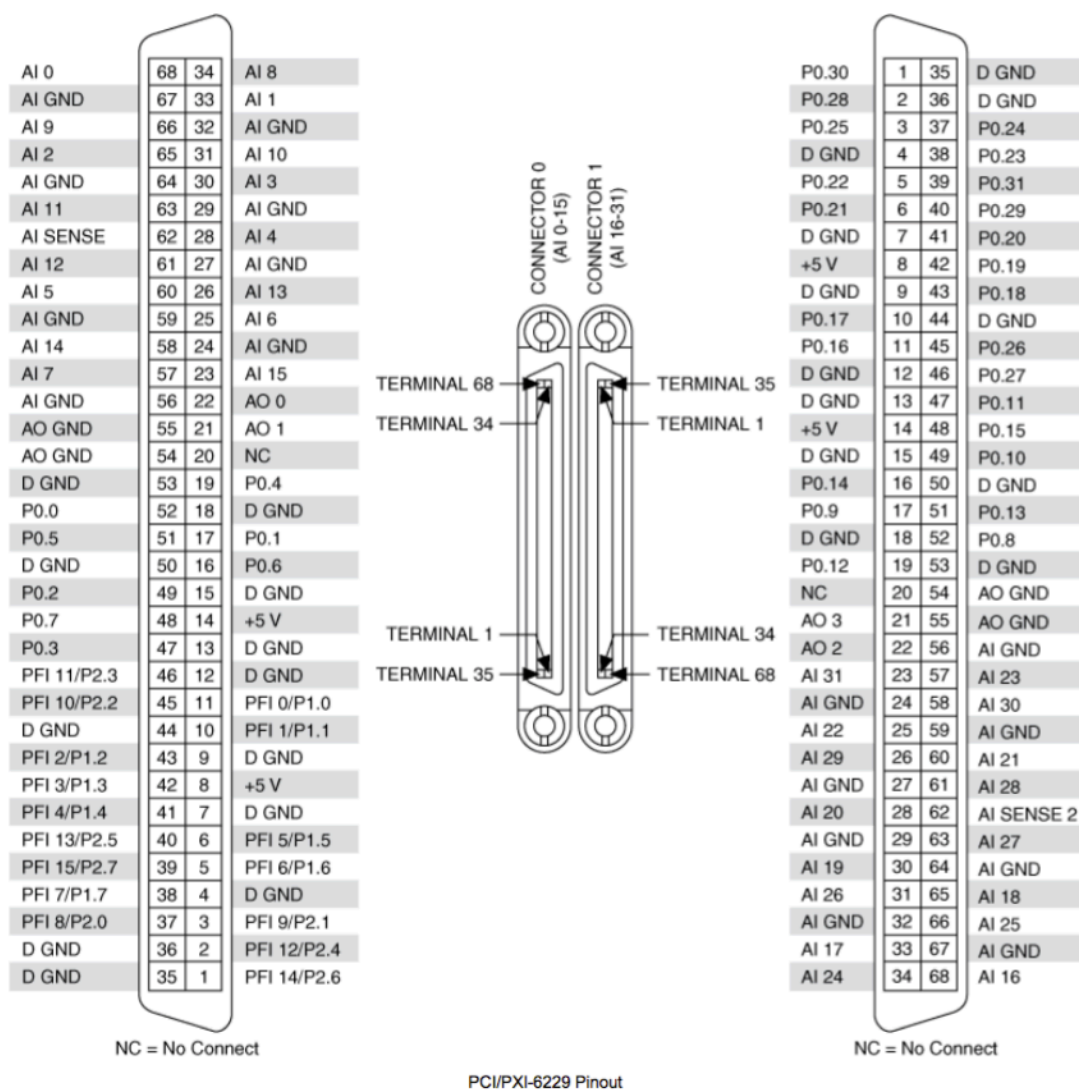 AI 0 68 34 AI 8
AI GND 67 33 AI 1
AI 9 66 32 AI GND
AI 2 65 31 AI 10
AI GND 64 30 AI 3
AI 11 63 29 AI GND
AI SENSE 62 28 AI 4
AI 12 61 27 AI GND
AI 5 60 26 AI 13
AI GND 59 25 AI 6
AI 14 58 24 AI GND
AI 7 57 23 AI 15
AI GND 56 22 AO 0
AO GND 55 21 AO 1
AO GND 54 20 NC
D GND 53 19 P0.4
P0.0 52 18 D GND
P0.5 51 17 P0.1
D GND 50 16 P0.6
P0.2 49 15 D GND
P0.7 48 14 +5 V
P0.3 47 13 D GND
PFI 11/P2.3 46 12 D GND
PFI 10/P2.2 45 11 PFI 0/P1.0
D GND 44 10 PFI 1/P1.1
PFI 2/P1.2 43 9 D GND
PFI 3/P1.3 42 8 +5 V
PFI 4/P1.4 41 7 D GND
PFI 13/P2.5 40 6 PFI 5/P1.5
PFI 15/P2.7 39 5 PFI 6/P1.6
PFI 7/P1.7 38 4 D GND
PFI 8/P2.0 37 3 PFI 9/P2.1
D GND 36 2 PFI 12/P2.4
D GND 35 1 PFI 14/P2.6
NC = No Connect
CONNECTOR 0
(AI 0-15)
CONNECTOR 1
(AI 16-31)
TERMINAL 68
TERMINAL 34
TERMINAL 35
TERMINAL 1
TERMINAL 1
TERMINAL 35
TERMINAL 34
TERMINAL 68
P0.30 1 35 D GND
P0.28 2 36 D GND
P0.25 3 37 P0.24
D GND 4 38 P0.23
P0.22 5 39 P0.31
P0.21 6 40 P0.29
D GND 7 41 P0.20
+5 V 8 42 P0.19
D GND 9 43 P0.18
P0.17 10 44 D GND
P0.16 11 45 P0.26
D GND 12 46 P0.27
D GND 13 47 P0.11
+5 V 14 48 P0.15
D GND 15 49 P0.10
P0.14 16 50 D GND
P0.9 17 51 P0.13
D GND 18 52 P0.8
P0.12 19 53 D GND
NC 20 54 AO GND
AO 3 21 55 AO GND
AO 2 22 56 AI GND
AI 31 23 57 AI 23
AI GND 24 58 AI 30
AI 22 25 59 AI GND
AI 29 26 60 AI 21
AI GND 27 61 AI 28
AI 20 28 62 AI SENSE 2
AI GND 29 63 AI 27
AI 19 30 64 AI GND
AI 26 31 65 AI 18
AI GND 32 66 AI 25
AI 17 33 67 AI GND
AI 24 34 68 AI 16
NC = No Connect
PCI/PXI-6229 Pinout